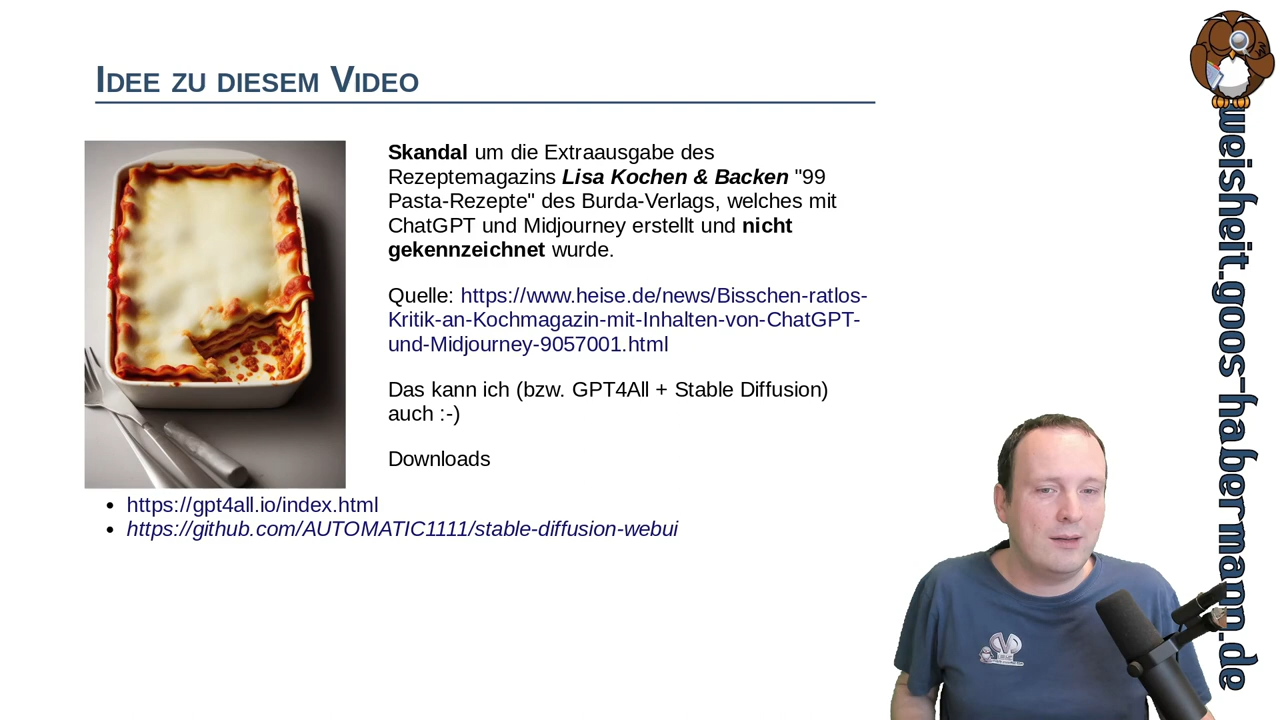 Idee zu diesem Video
Skandal um die Extraausgabe des
Rezeptemagazins Lisa Kochen & Backen "99
Pasta-Rezepte" des Burda-Verlags, welches mit
ChatGPT und Midjourney erstellt und nicht
gekennzeichnet wurde.
Quelle: https://www.heise.de/news/Bisschen-ratlos-
Kritik-an-Kochmagazin-mit-Inhalten-von-ChatGPT-
und-Midjourney-9057001.html
Das kann ich (bzw. GPT4All + Stable Diffusion)
auch :-)
Downloads
• https://gpt4all.io/index.html
• https://github.com/AUTOMATIC1111/stable-diffusion-webui
weisheit.goos-habermann.de